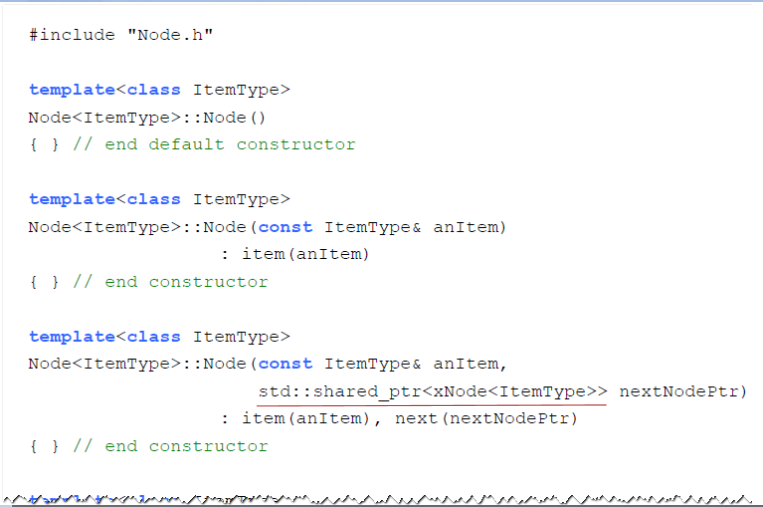 #include "Node.h"
template<class ItemType>
Node<ItemType>::Node()
{ } // end default constructor
template<class ItemType>
Node<ItemType>::Node(const ItemType& anItem)
: item(anItem)
{ } // end constructor
template<class ItemType>
Node<ItemType>::Node(const ItemType& anItem,
std::shared_ptr<xNode<ItemType>> nextNodePtr)
: item(anItem), next(nextNodePtr)
{ } // end constructor